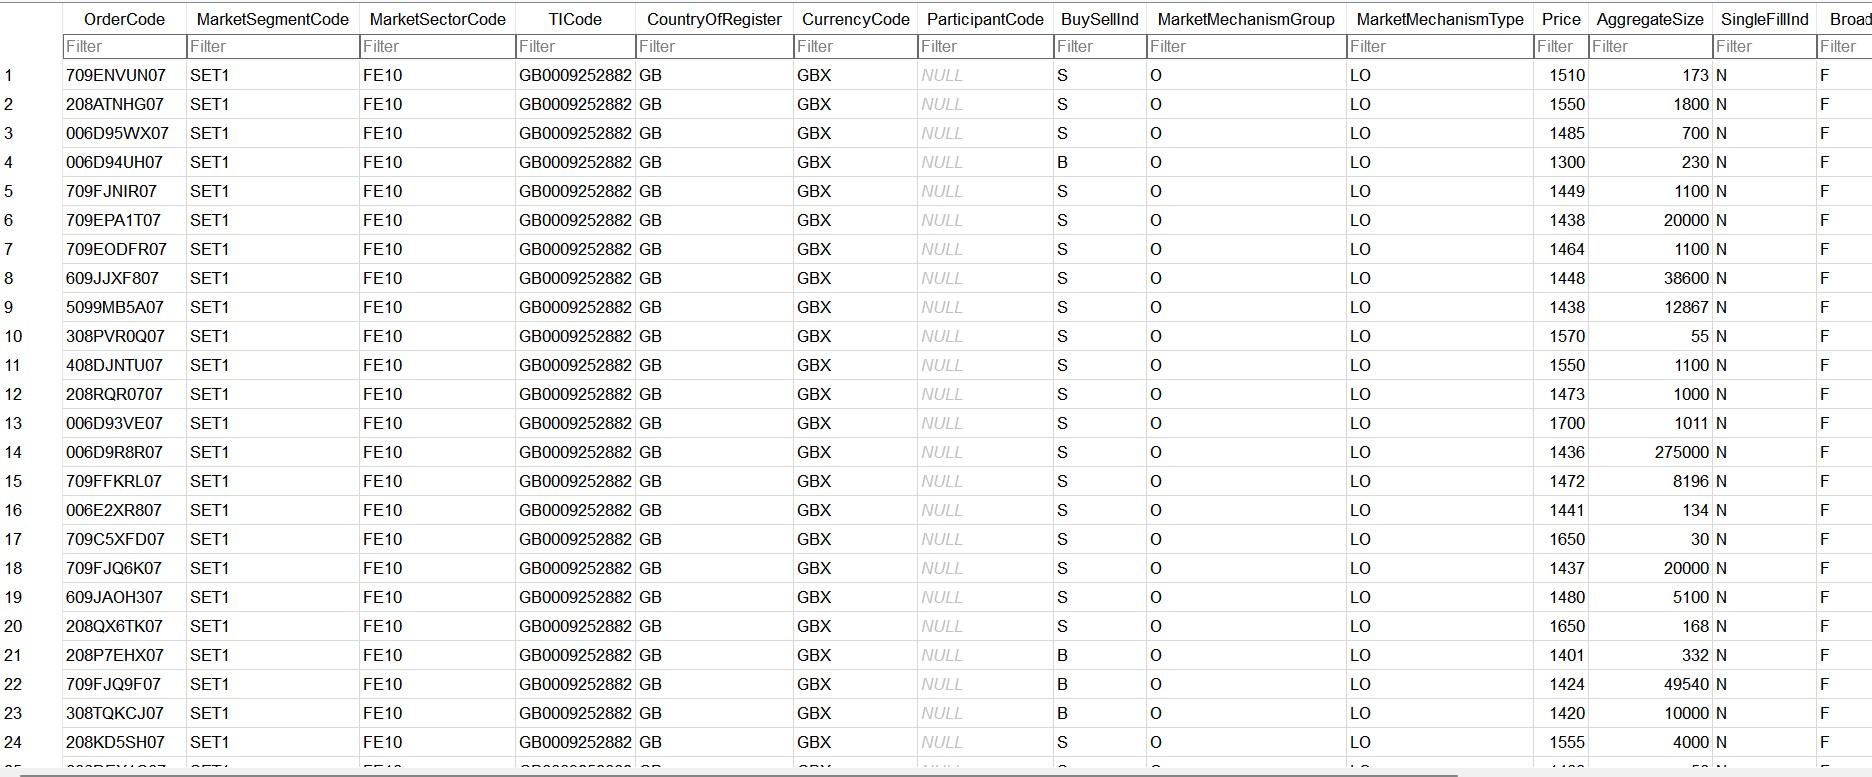 OrderCode MarketSegmentCode MarketSectorCode TICode CountryOfRegister CurrencyCode ParticipantCode BuySellInd MarketMechanismGroup MarketMechanismType Price AggregateSize SingleFillInd Broad
Filter Filter Filter Filter Filter Filter Filter Filter Filter Filter Filter Filter Filter Filter
1 709ENVUN07 SET1 FE10 GB0009252882 GB GBX NULL S O LO 1510 173 N F
2 208ATNHG07 SET1 FE10 GB0009252882 GB GBX NULL S O LO 1550 1800 N F
3 006D95WX07 SET1 FE10 GB0009252882 GB GBX NULL S O LO 1485 700 N F
4 006D94UH07 SET1 FE10 GB0009252882 GB GBX NULL B O LO 1300 230 N F
5 709FJNIR07 SET1 FE10 GB0009252882 GB GBX NULL S O LO 1449 1100 N F
6 709EPA1T07 SET1 FE10 GB0009252882 GB GBX NULL S O LO 1438 20000 N F
7 709EODFR07 SET1 FE10 GB0009252882 GB GBX NULL S O LO 1464 1100 N F
8 609JJXF807 SET1 FE10 GB0009252882 GB GBX NULL S O LO 1448 38600 N F
9 5099MB5A07 SET1 FE10 GB0009252882 GB GBX NULL S O LO 1438 12867 N F
10 308PVR0Q07 SET1 FE10 GB0009252882 GB GBX NULL S O LO 1570 55 N F
11 408DJNTU07 SET1 FE10 GB0009252882 GB GBX NULL S O LO 1550 1100 N F
12 208RQR0707 SET1 FE10 GB0009252882 GB GBX NULL S O LO 1473 1000 N F
13 006D93VE07 SET1 FE10 GB0009252882 GB GBX NULL S O LO 1700 1011 N F
14 006D9R8R07 SET1 FE10 GB0009252882 GB GBX NULL S O LO 1436 275000 N F
15 709FFKRL07 SET1 FE10 GB0009252882 GB GBX NULL S O LO 1472 8196 N F
16 006E2XR807 SET1 FE10 GB0009252882 GB GBX NULL S O LO 1441 134 N F
17 709C5XFD07 SET1 FE10 GB0009252882 GB GBX NULL S O LO 1650 30 N F
18 709FJQ6K07 SET1 FE10 GB0009252882 GB GBX NULL S O LO 1437 20000 N F
19 609JAOH307 SET1 FE10 GB0009252882 GB GBX NULL S O LO 1480 5100 N F
20 208QX6TK07 SET1 FE10 GB0009252882 GB GBX NULL S O LO 1650 168 N F
21 208P7EHX07 SET1 FE10 GB0009252882 GB GBX NULL B O LO 1401 332 N F
22 709FJQ9F07 SET1 FE10 GB0009252882 GB GBX NULL B O LO 1424 49540 N F
23 308TQKCJ07 SET1 FE10 GB0009252882 GB GBX NULL B O LO 1420 10000 N F
24 208KD5SH07 SET1 FE10 GB0009252882 GB GBX NULL S O LO 1555 4000 N F